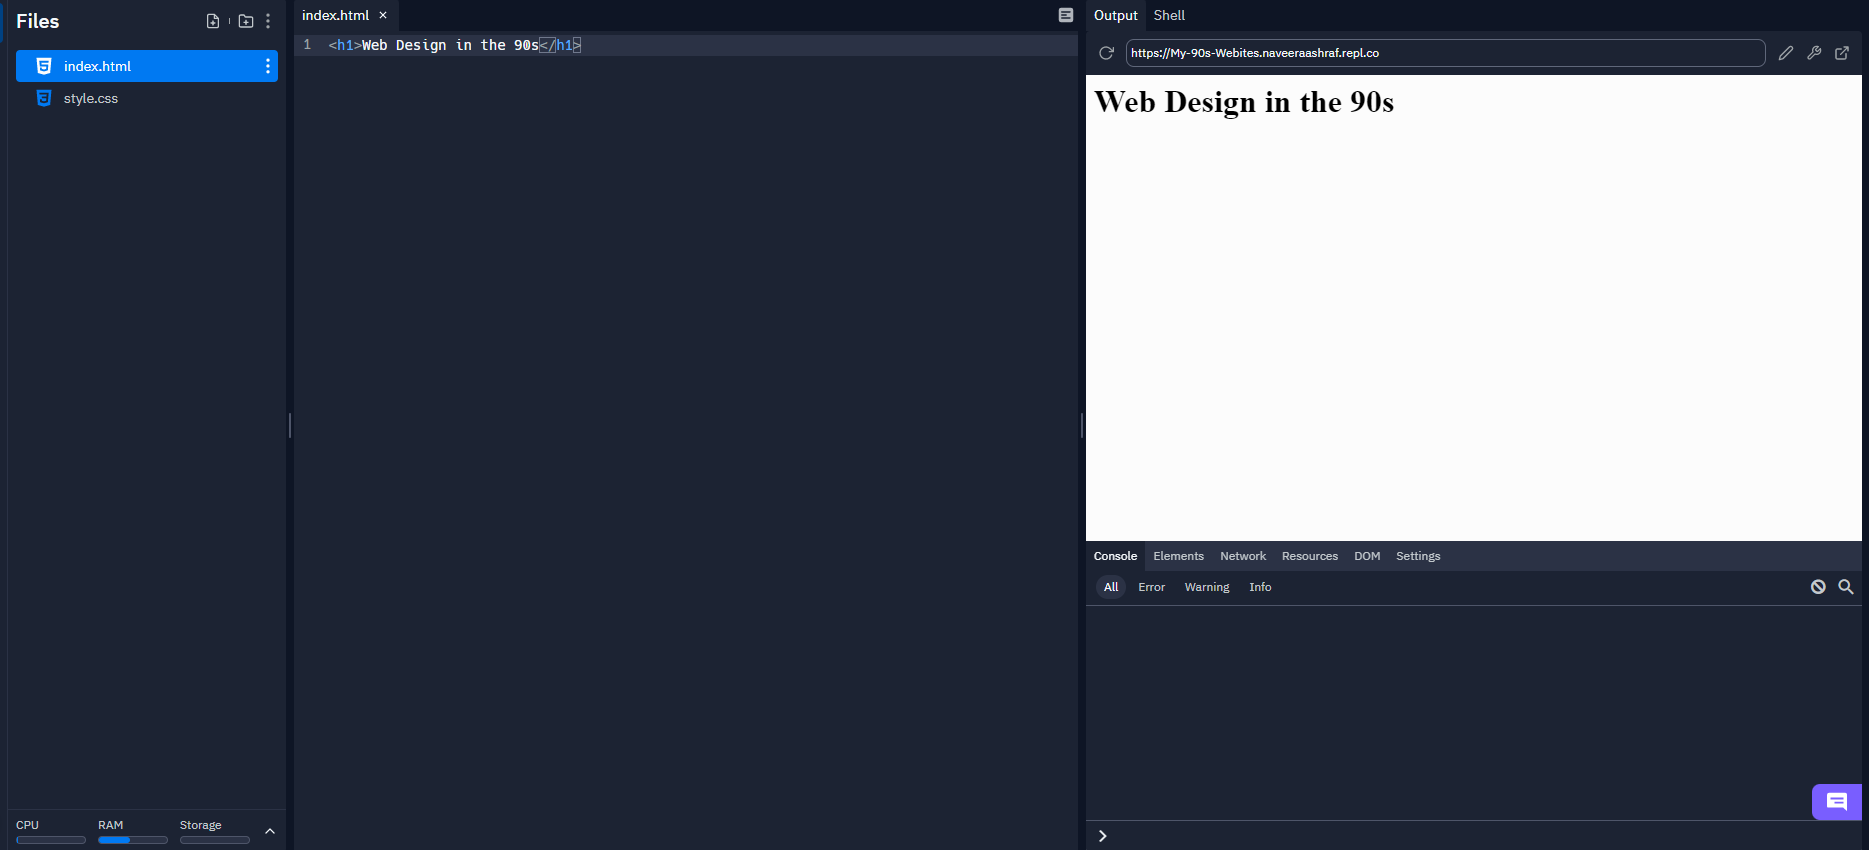 Files
index.html
style.css
CPU
RAM
Storage
index.html ×
1 <h1>Web Design in the 90s</h1>
Output Shell
https://My-90s-Webites.naveeraashraf.repl.co
Web Design in the 90s
Console Elements Network Resources DOM Settings
All Error Warning Info